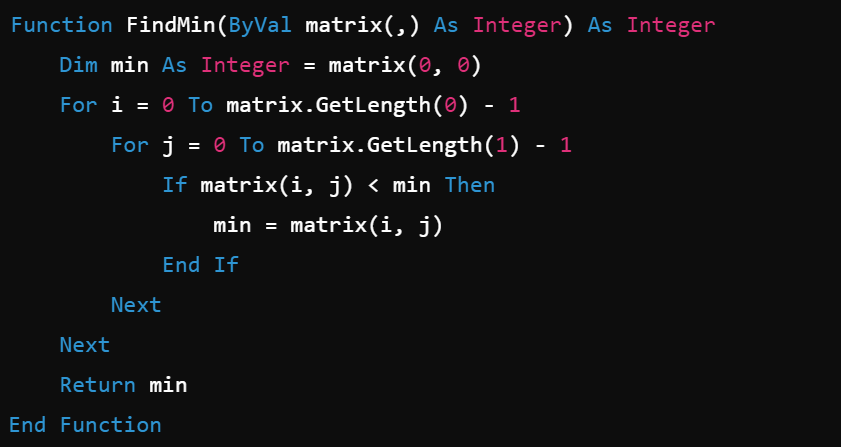 Function FindMin(ByVal matrix(,) As Integer) As Integer
    Dim min As Integer = matrix(0, 0)
    For i = 0 To matrix.GetLength(0) - 1
        For j = 0 To matrix.GetLength(1) - 1
            If matrix(i, j) < min Then
                min = matrix(i, j)
            End If
        Next
    Next
    Return min
End Function